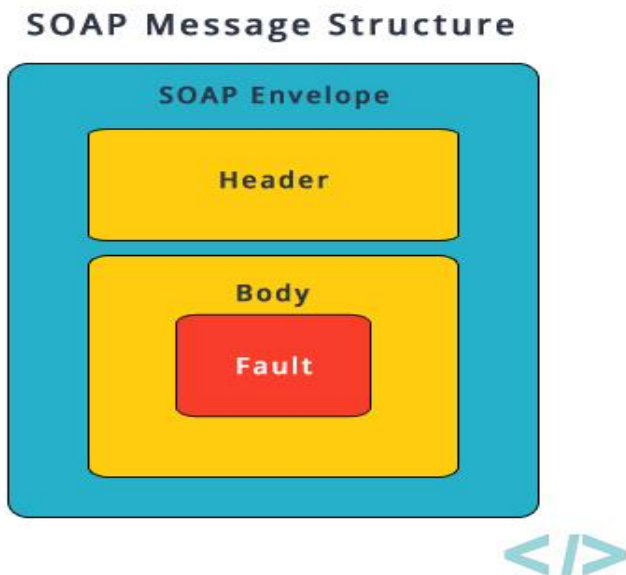 SOAP Message Structure
SOAP Envelope
Header
Body
Fault
</>